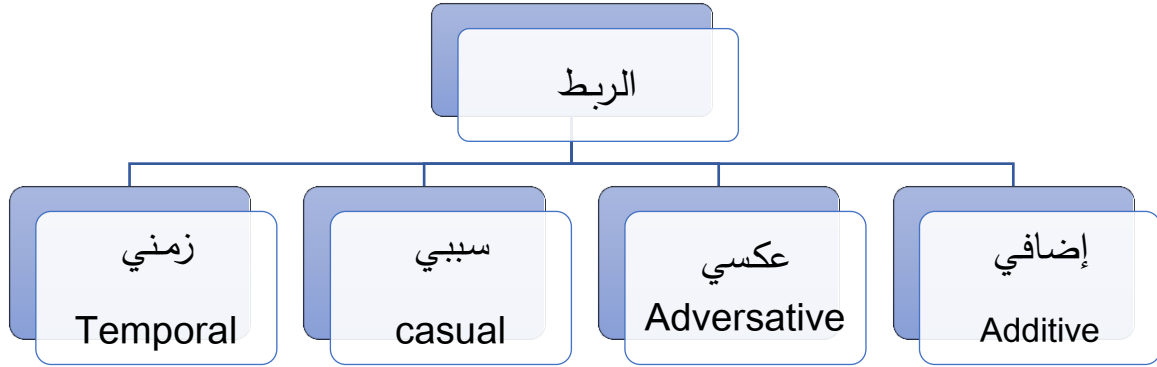 الربط
إضافي
Additive
عكسي
Adversative
سببي
casual
زمني
Temporal